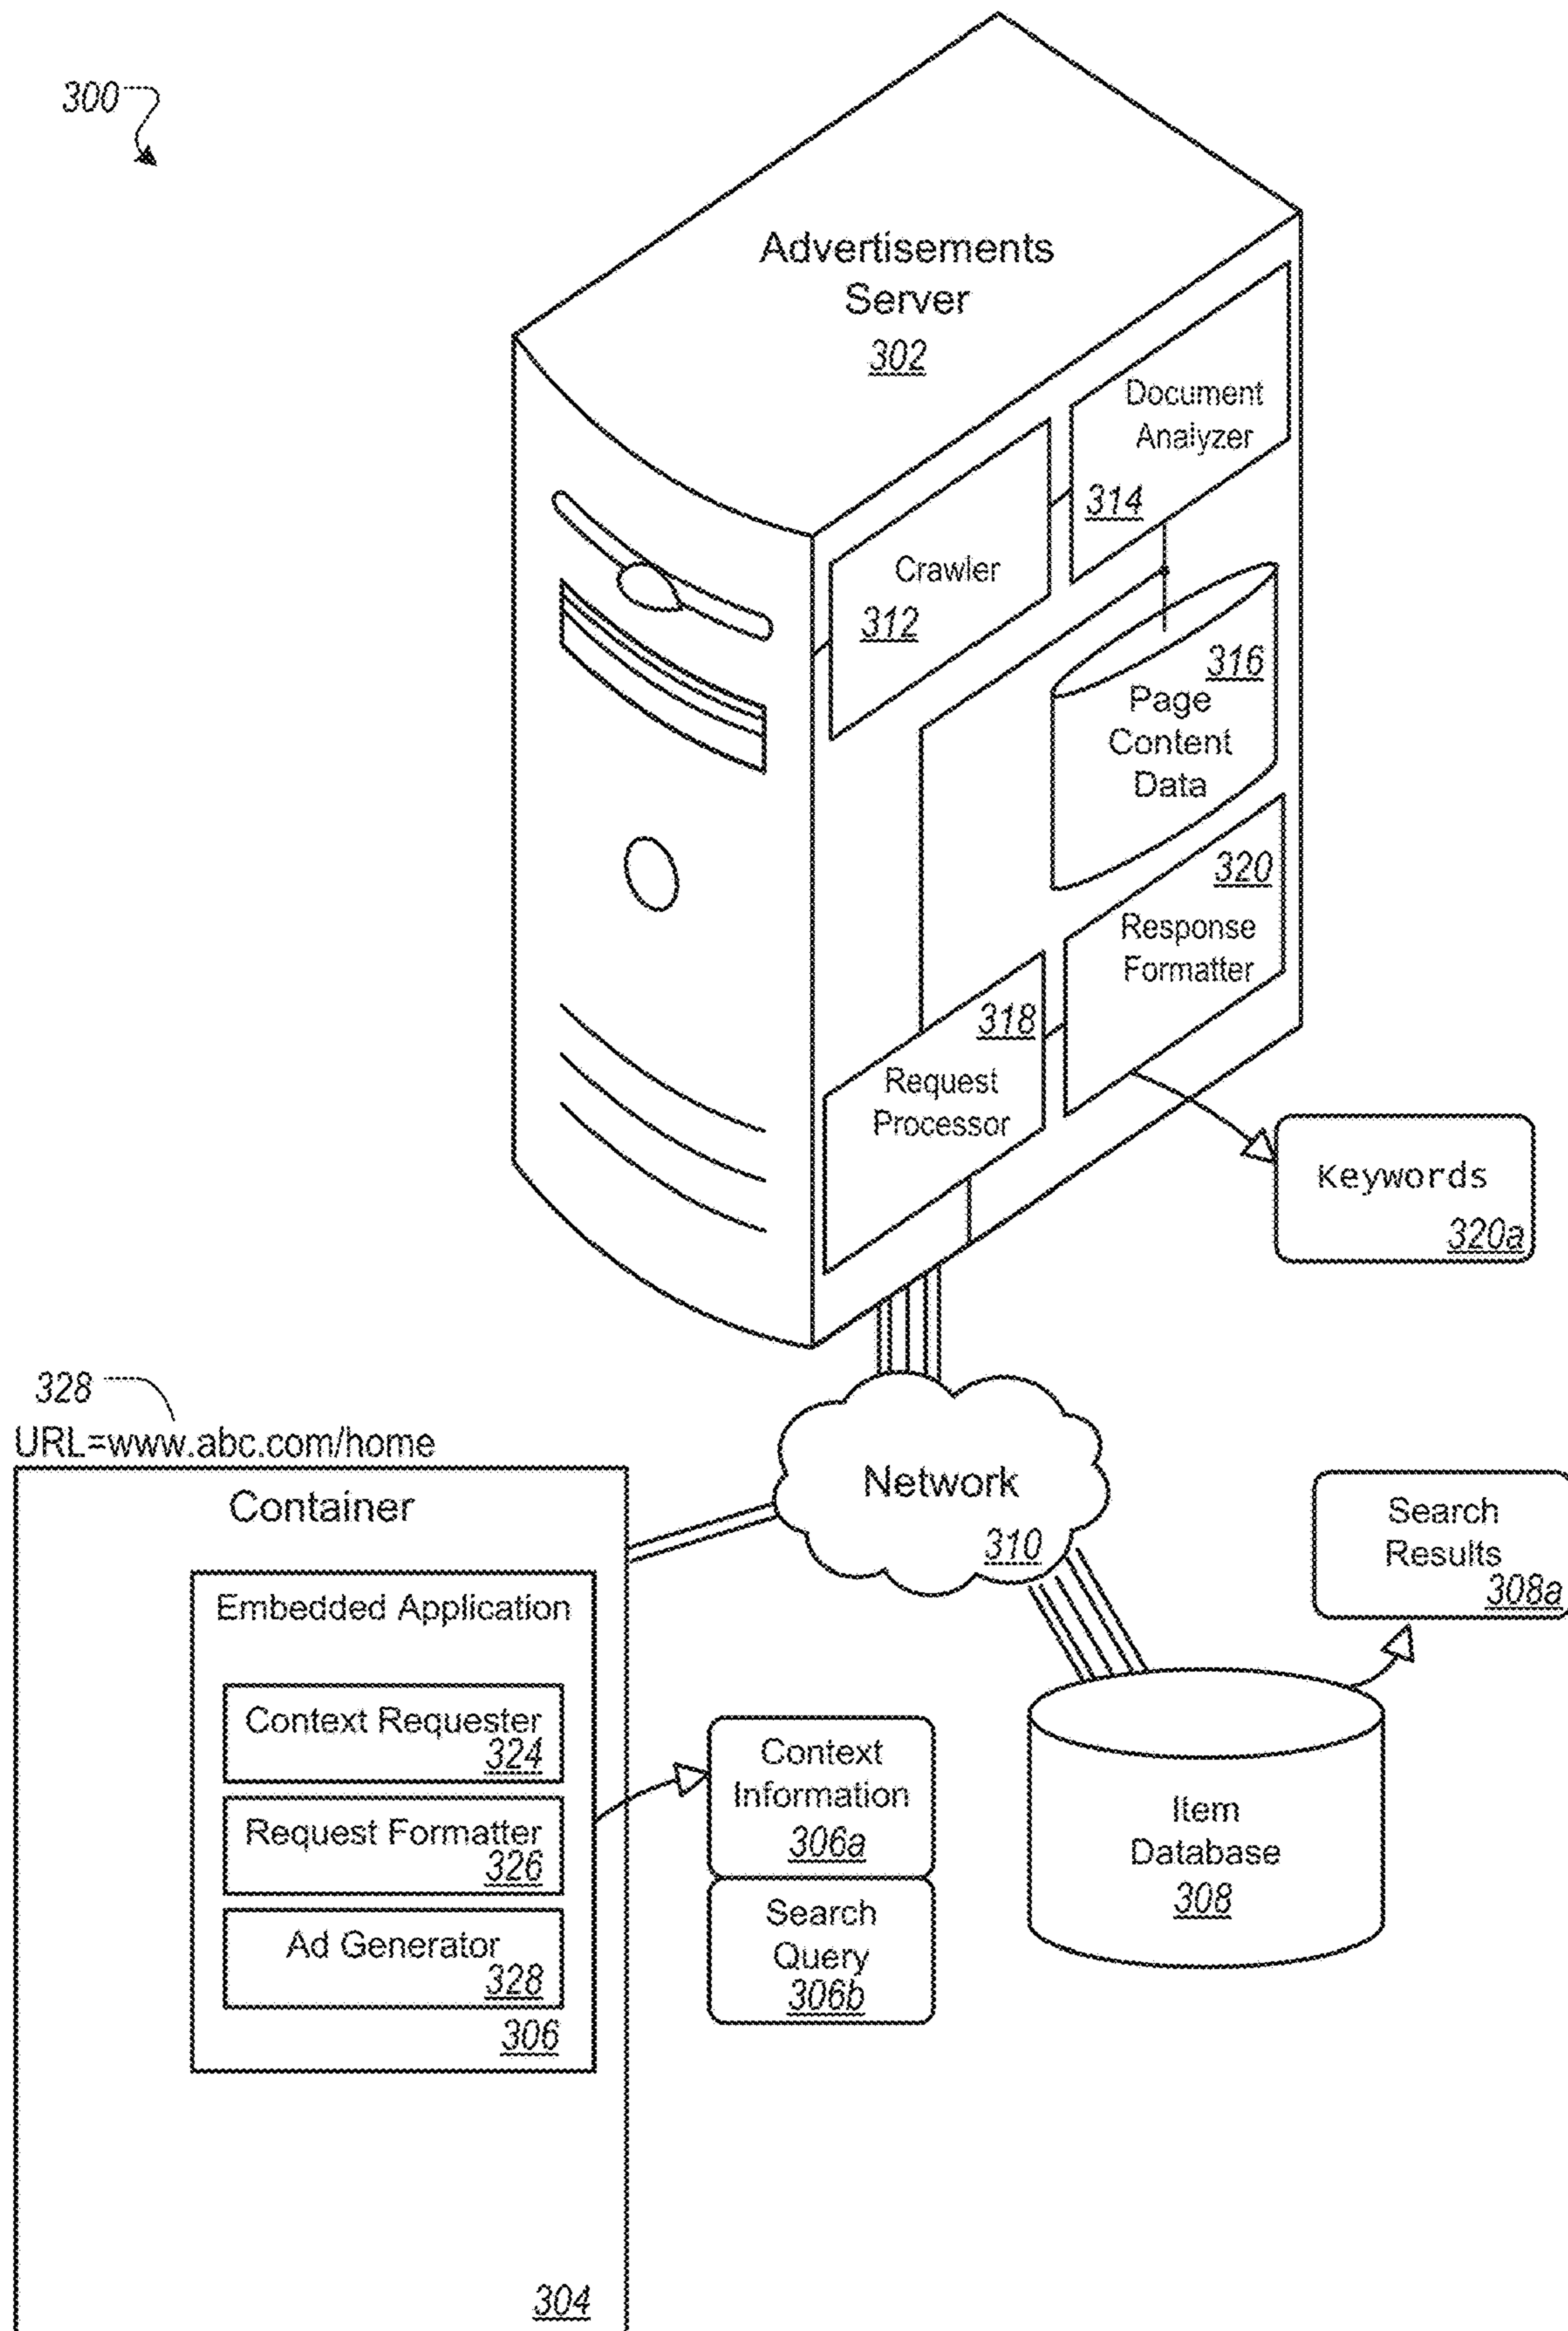 300
Advertisements
Server
302
Document
Analyzer
314
Crawler
312
316
Page
Content
Data
320
Response
Formatter
318
Request
Processor
Keywords
320a
328
URL=www.abc.com/home
Container
Network
310
Search
Results
308a
Embedded Application
Context Requester
324
Request Formatter
326
Ad Generator
328
306
Context
Information
306a
Search
Query
306b
Item
Database
308
304